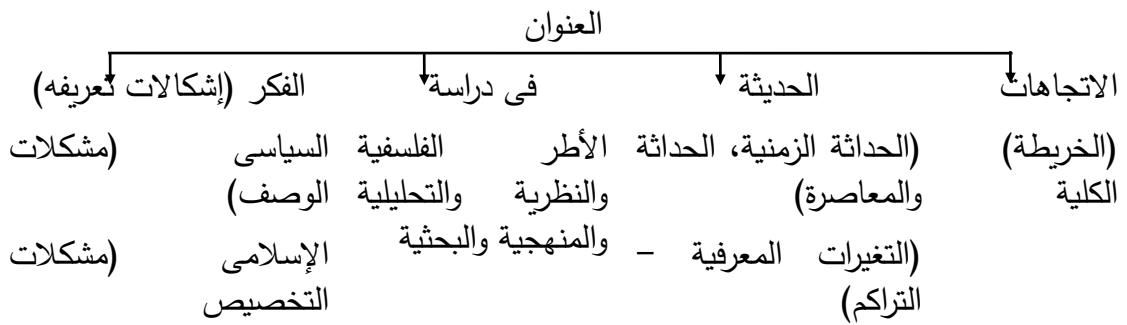 العنوان
الاتجاهات
(الخريطة)
الكلية
الحديثة
(الحداثة الزمنية، الحداثة
والمعاصرة)
(التغيرات المعرفية –
التراكم)
فى دراسة
الأطر الفلسفية
والنظرية والتحليلية
والمنهجية والبحثية
الفكر (إشكالات تعريفه)
السياسى (مشكلات
الوصف)
الإسلامى (مشكلات
التخصيص